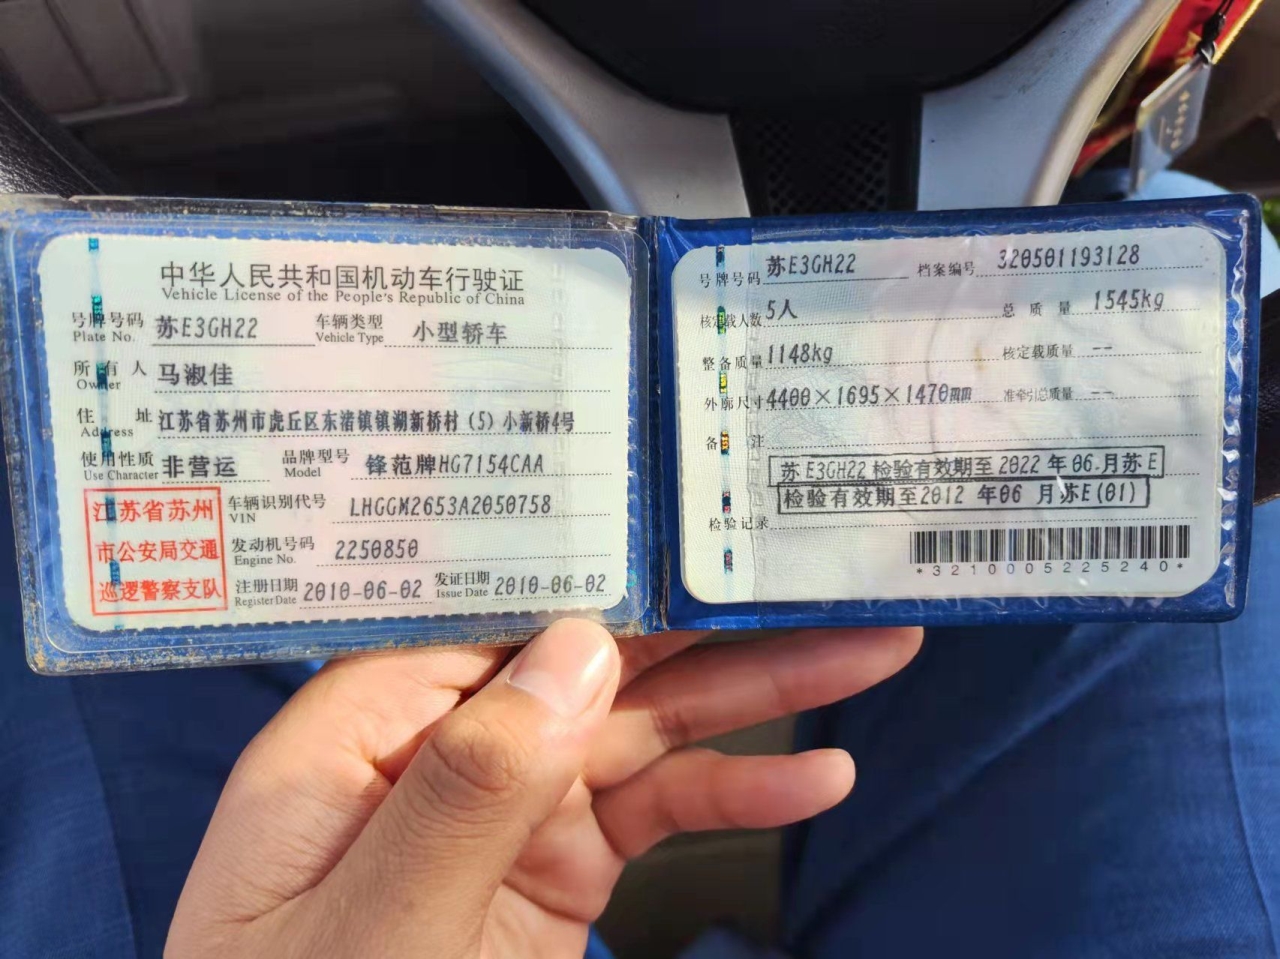 中华人民共和国机动车行驶证
Vehicle License of the People's Republic of China
号牌号码 苏E3GH22 车辆类型 小型轿车
Plate No. Vehicle Type
所有人 马淑佳
Owner
住址 江苏省苏州市虎丘区东渚镇镇湖新桥村(5)小新桥4号
Address
使用性质 非营运 品牌型号 锋范牌HG7154CAA
Use Character Model
江苏省苏州
市公安局交通
巡逻警察支队
车辆识别代号 LHGGM2653A2050758
VIN
发动机号码 2250850
Engine No.
注册日期 2010-06-02 发证日期 2010-06-02
Register Date Issue Date
号牌号码 苏E3GH22 档案编号 320501193128
核定载人数 5人 总质量 1545kg
整备质量 1148kg 核定载质量 --
外廓尺寸 4400×1695×1470mm 准牵引总质量 --
备注
苏E3GH22 检验有效期至2022年06月苏E
检验有效期至2012年06月苏E(01)
检验记录
*3210005225240*